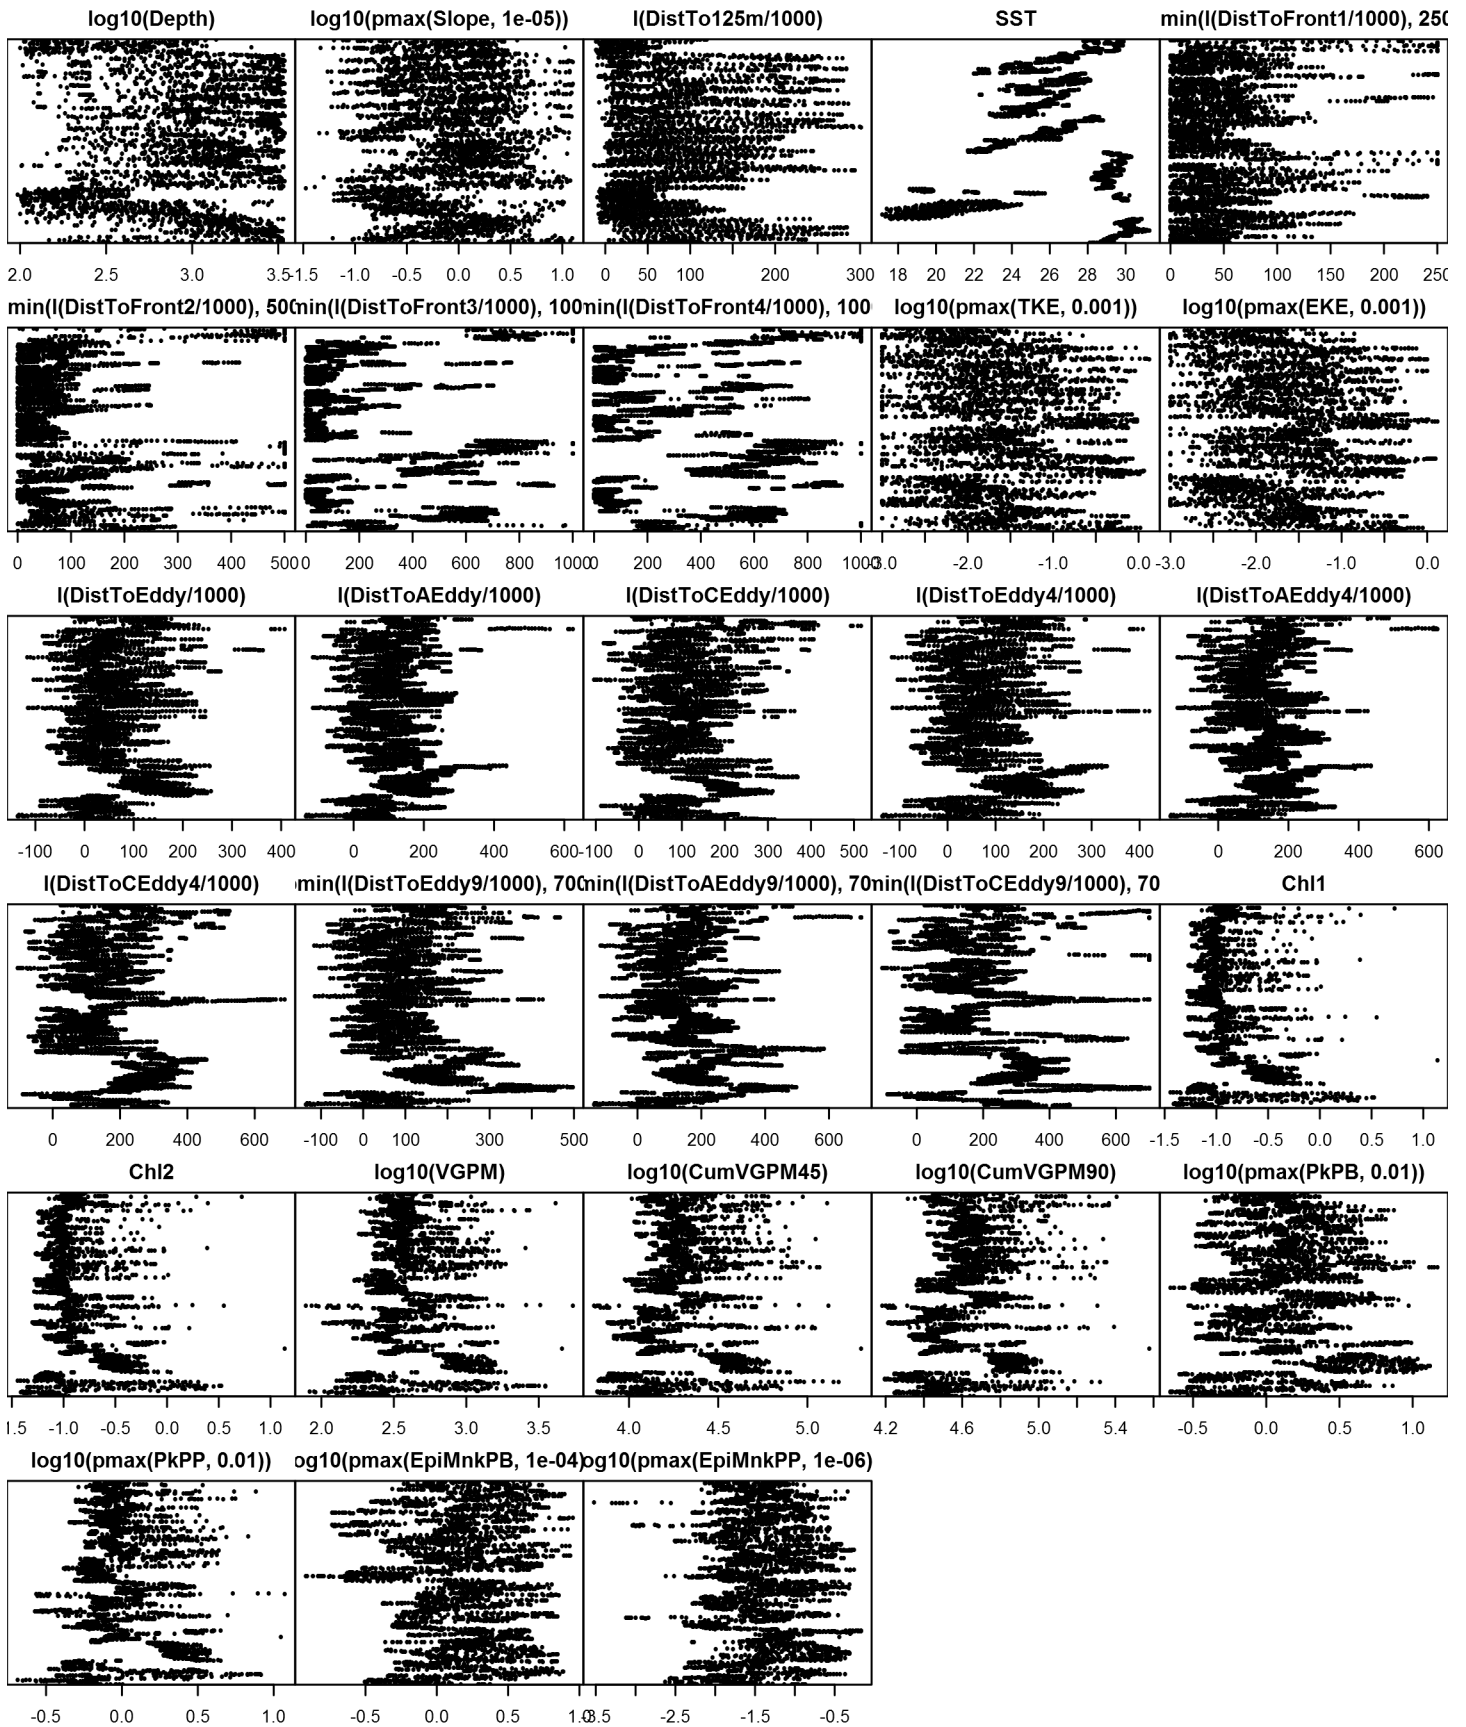 log10(Depth) log10(pmax(Slope, 1e-05)) I(DistTo125m/1000) SST min(I(DistToFront1/1000), 250
2.0 2.5 3.0 3.5 -1.5 -1.0 -0.5 0.0 0.5 1.0 0 50 100 150 200 250 300 18 20 22 24 26 28 30 0 50 100 150 200 250
min(I(DistToFront2/1000), 500 min(I(DistToFront3/1000), 100 min(I(DistToFront4/1000), 100 log10(pmax(TKE, 0.001)) log10(pmax(EKE, 0.001))
0 100 200 300 400 500 0 200 400 600 800 1000 0 200 400 600 800 1000 -3.0 -2.0 -1.0 0.0 -3.0 -2.0 -1.0 0.0
I(DistToEddy/1000) I(DistToAEddy/1000) I(DistToCEddy/1000) I(DistToEddy4/1000) I(DistToAEddy4/1000)
-100 0 100 200 300 400 0 200 400 600 -100 0 100 200 300 400 500 -100 0 100 200 300 400 0 200 400 600
I(DistToCEddy4/1000) min(I(DistToEddy9/1000), 700 min(I(DistToAEddy9/1000), 70 min(I(DistToCEddy9/1000), 70 Chl1
0 200 400 600 -100 0 100 200 300 400 500 0 200 400 600 0 200 400 600 -1.5 -1.0 -0.5 0.0 0.5 1.0
Chl2 log10(VGPM) log10(CumVGPM45) log10(CumVGPM90) log10(pmax(PkPB, 0.01))
1.5 -1.0 -0.5 0.0 0.5 1.0 2.0 2.5 3.0 3.5 4.0 4.5 5.0 4.2 4.6 5.0 5.4 -0.5 0.0 0.5 1.0
log10(pmax(PkPP, 0.01)) og10(pmax(EpiMnkPB, 1e-04) og10(pmax(EpiMnkPP, 1e-06)
-0.5 0.0 0.5 1.0 -0.5 0.0 0.5 1.0 -3.5 -2.5 -1.5 -0.5